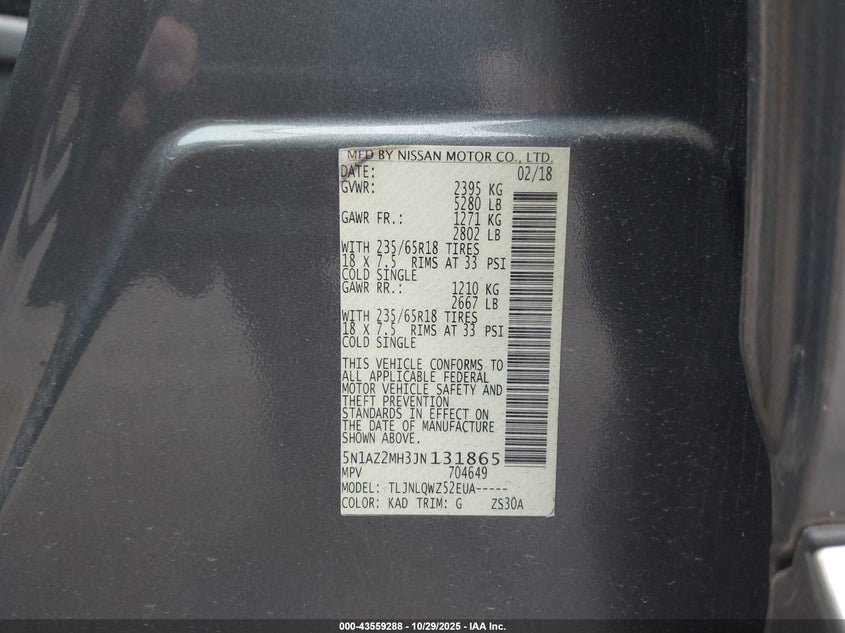 MFD BY NISSAN MOTOR CO., LTD.
DATE: 02/18
GVWR: 2395 KG
5280 LB
GAWR FR.: 1271 KG
2802 LB
WITH 235/65R18 TIRES
18 X 7.5 RIMS AT 33 PSI
COLD SINGLE
GAWR RR.: 1210 KG
2667 LB
WITH 235/65R18 TIRES
18 X 7.5 RIMS AT 33 PSI
COLD SINGLE
THIS VEHICLE CONFORMS TO
ALL APPLICABLE FEDERAL
MOTOR VEHICLE SAFETY AND
THEFT PREVENTION
STANDARDS IN EFFECT ON
THE DATE OF MANUFACTURE
SHOWN ABOVE.
5N1AZ2MH3JN131865
MPV 704649
MODEL: TLJNLQWZ52EUA-----
COLOR: KAD TRIM: G ZS30A
000-43559288 - 10/29/2025 - IAA Inc.